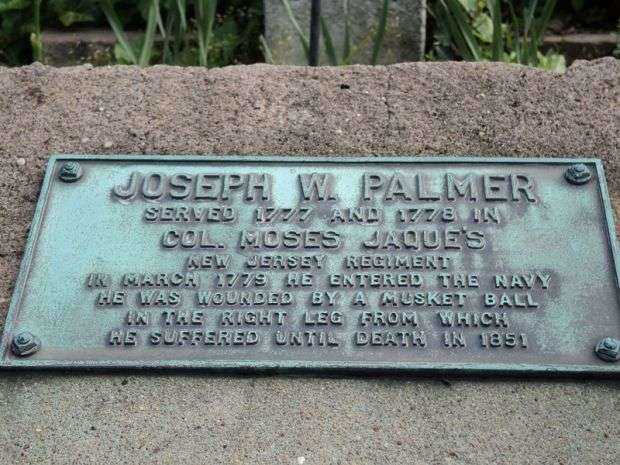 JOSEPH W. PALMER
SERVED 1777 AND 1778 IN
COL. MOSES JAQUE'S
NEW JERSEY REGIMENT
IN MARCH 1779 HE ENTERED THE NAVY
HE WAS WOUNDED BY A MUSKET BALL
IN THE RIGHT LEG FROM WHICH
HE SUFFERED UNTIL DEATH IN 1851